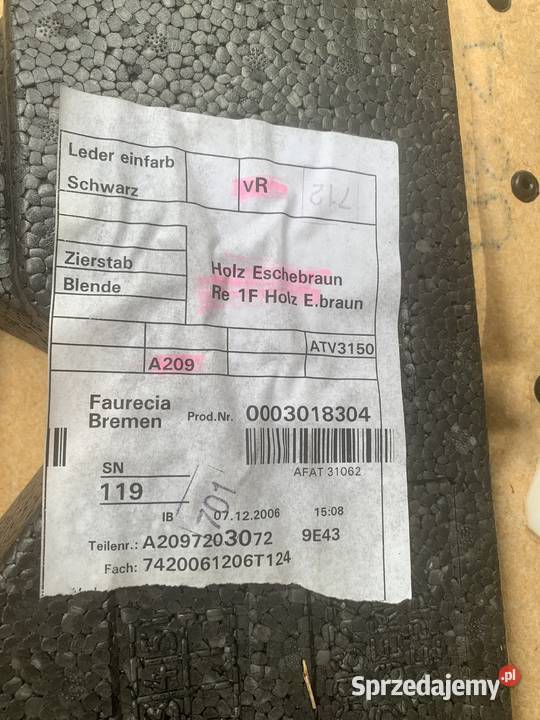 Leder einfarb
Schwarz
vR
712
Zierstab
Blende
Holz Eschebraun
Re 1F Holz E.braun
A209
ATV3150
Faurecia
Bremen
Prod.Nr. 0003018304
AFAT 31062
SN
119
701
IB 07.12.2006 15:08
Teilenr.: A2097203072 9E43
Fach: 7420061206T124
Sprzedajemy.pl